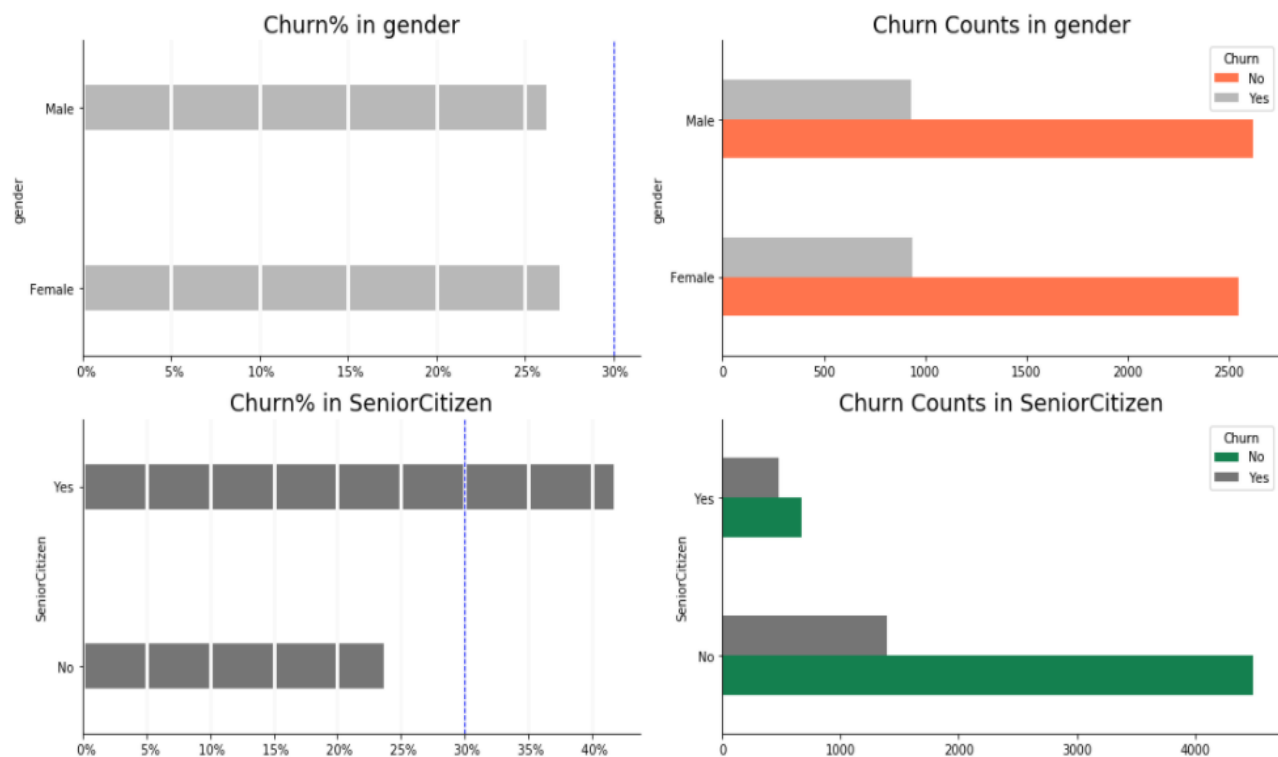 Churn% in gender
Male
Female
gender
0% 5% 10% 15% 20% 25% 30%
Churn Counts in gender
Churn
No
Yes
Male
Female
gender
0 500 1000 1500 2000 2500
Churn% in SeniorCitizen
Yes
No
SeniorCitizen
0% 5% 10% 15% 20% 25% 30% 35% 40%
Churn Counts in SeniorCitizen
Churn
No
Yes
Yes
No
SeniorCitizen
0 1000 2000 3000 4000